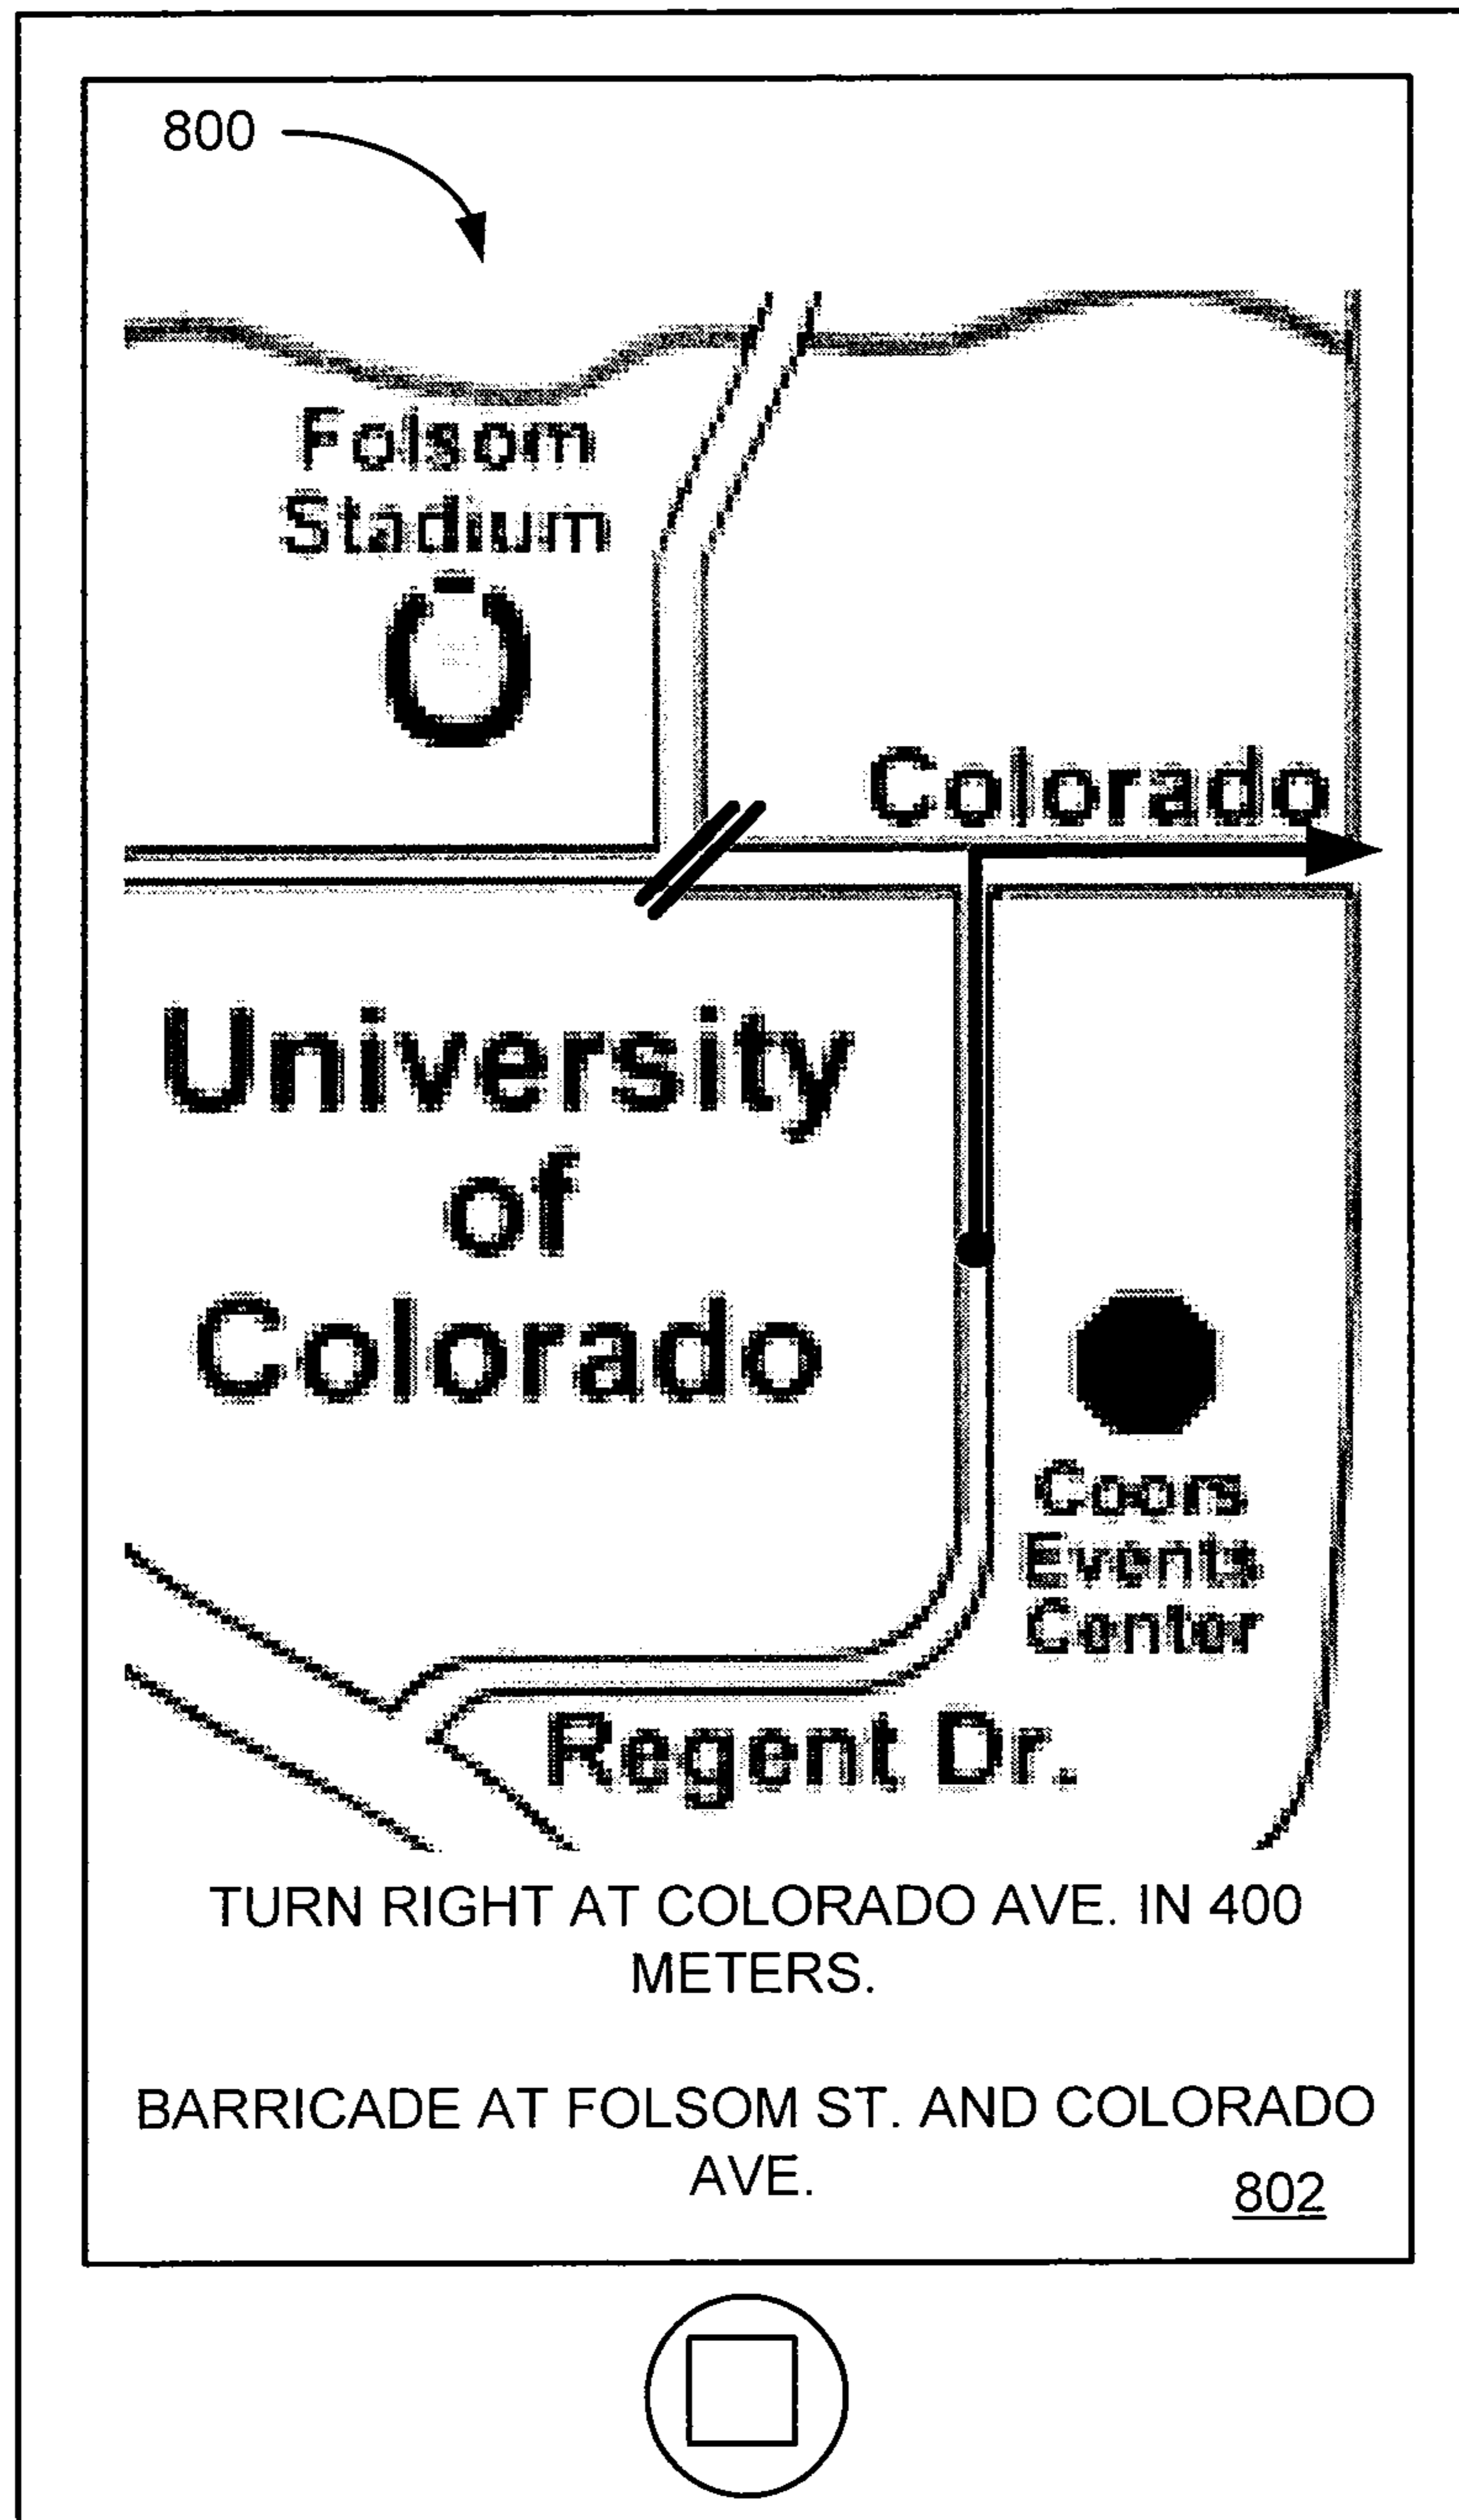 800
Folsom
Stadium
Colorado
University
of
Colorado
Coors
Events
Center
Regent Dr.
TURN RIGHT AT COLORADO AVE. IN 400
METERS.
BARRICADE AT FOLSOM ST. AND COLORADO
AVE.
802